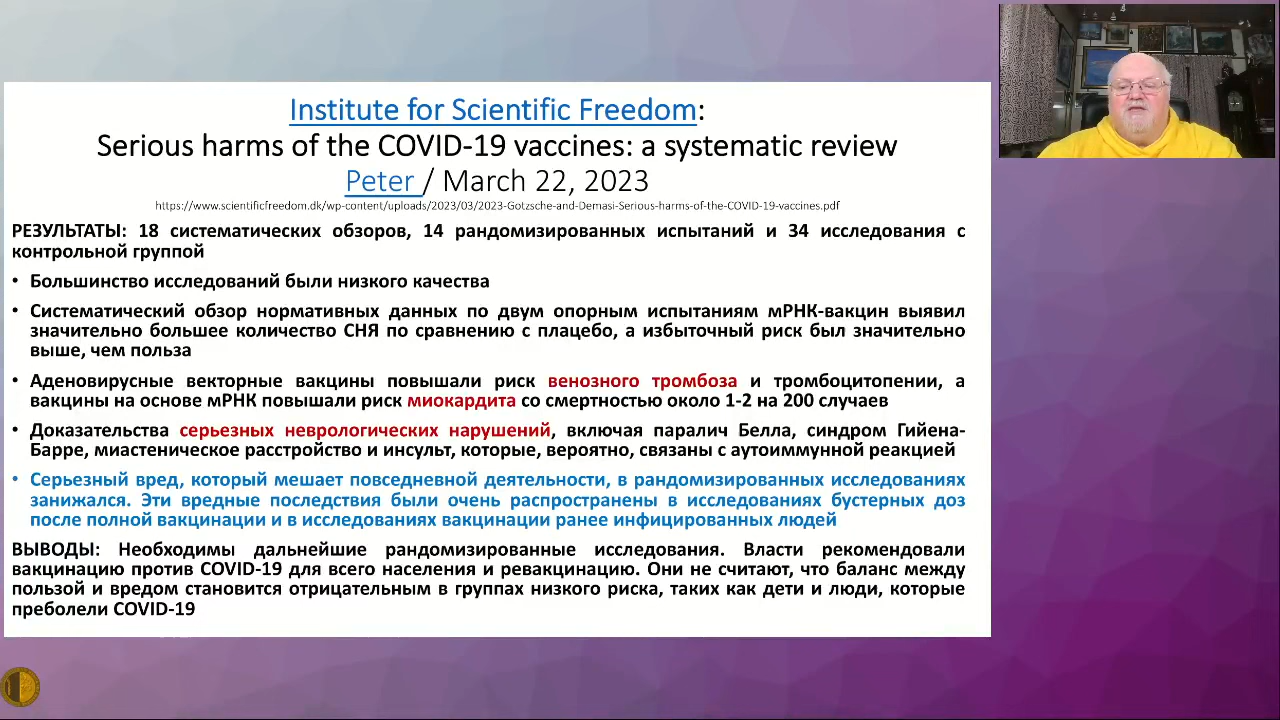 Institute for Scientific Freedom:
Serious harms of the COVID-19 vaccines: a systematic review
Peter / March 22, 2023
https://www.scientificfreedom.dk/wp-content/uploads/2023/03/2023-Gotzsche-and-Demasi-Serious-harms-of-the-COVID-19-vaccines.pdf
РЕЗУЛЬТАТЫ: 18 систематических обзоров, 14 рандомизированных испытаний и 34 исследования с
контрольной группой
• Большинство исследований были низкого качества
• Систематический обзор нормативных данных по двум опорным испытаниям мРНК-вакцин выявил
значительно большее количество СНЯ по сравнению с плацебо, а избыточный риск был значительно
выше, чем польза
• Аденовирусные векторные вакцины повышали риск венозного тромбоза и тромбоцитопении, а
вакцины на основе мРНК повышали риск миокардита со смертностью около 1-2 на 200 случаев
• Доказательства серьезных неврологических нарушений, включая паралич Белла, синдром Гийена-
Барре, миастеническое расстройство и инсульт, которые, вероятно, связаны с аутоиммунной реакцией
• Серьезный вред, который мешает повседневной деятельности, в рандомизированных исследованиях
занижался. Эти вредные последствия были очень распространены в исследованиях бустерных доз
после полной вакцинации и в исследованиях вакцинации ранее инфицированных людей
ВЫВОДЫ: Необходимы дальнейшие рандомизированные исследования. Власти рекомендовали
вакцинацию против COVID-19 для всего населения и ревакцинацию. Они не считают, что баланс между
пользой и вредом становится отрицательным в группах низкого риска, таких как дети и люди, которые
преболели COVID-19